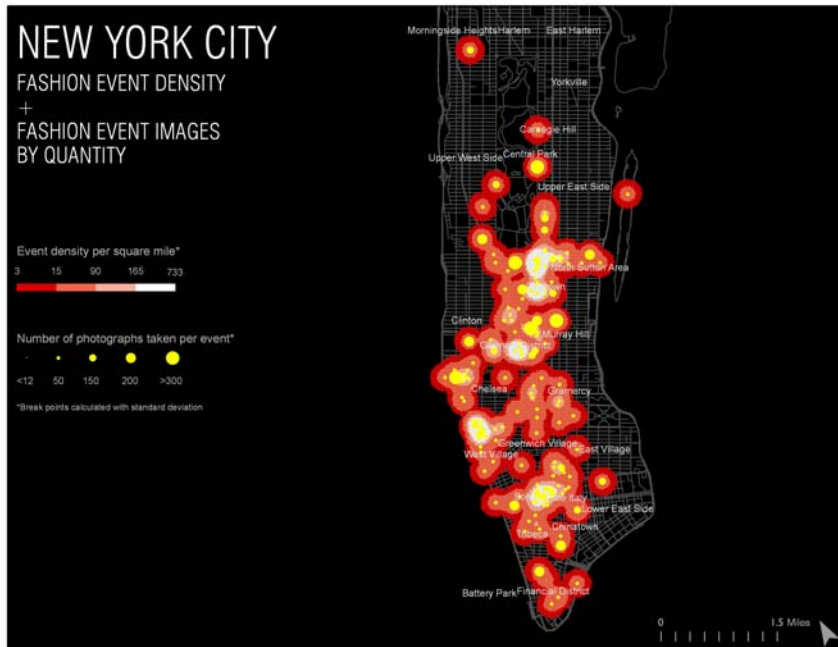 NEW YORK CITY
FASHION EVENT DENSITY
+
FASHION EVENT IMAGES
BY QUANTITY
Event density per square mile*
3 15 90 165 733
Number of photographs taken per event*
<12 50 150 200 >300
*Break points calculated with standard deviation
Morningside Heights Harlem East Harlem
Yorkville
Carnegie Hill
Central Park
Upper West Side
Upper East Side
North Sutton Area
Clinton
Murray Hill
Garment District
Chelsea
Gramercy
Greenwich Village
East Village
West Village
Little Italy
Lower East Side
Chinatown
Tribeca
Financial District
Battery Park
0 1.5 Miles